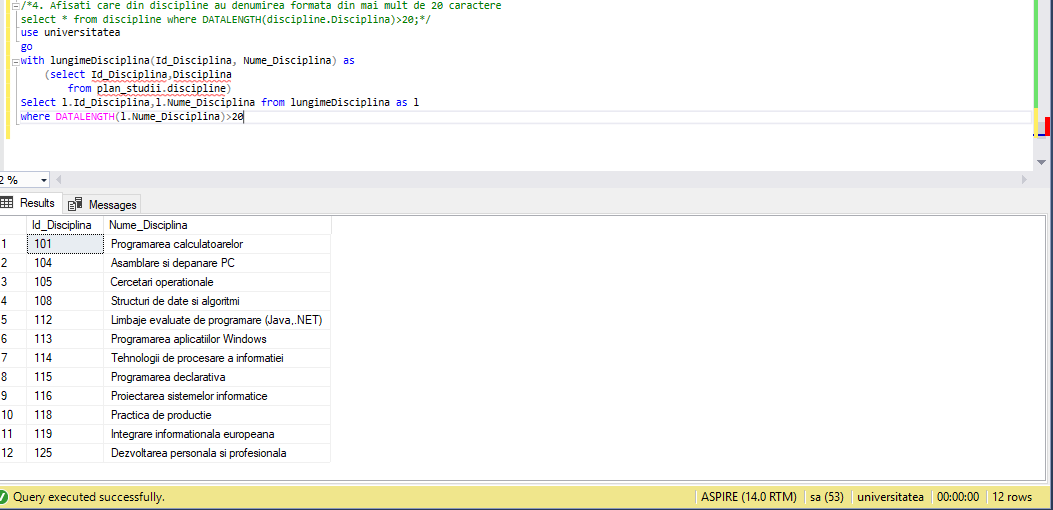 /*4. Afisati care din discipline au denumirea formata din mai mult de 20 caractere
select * from discipline where DATALENGTH(discipline.Disciplina)>20;*/
use universitatea
go
with lungimeDisciplina(Id_Disciplina, Nume_Disciplina) as
(select Id_Disciplina,Disciplina
from plan_studii.discipline)
Select l.Id_Disciplina,l.Nume_Disciplina from lungimeDisciplina as l
where DATALENGTH(l.Nume_Disciplina)>20
2 %
Results Messages
Id_Disciplina Nume_Disciplina
1 101 Programarea calculatoarelor
2 104 Asamblare si depanare PC
3 105 Cercetari operationale
4 108 Structuri de date si algoritmi
5 112 Limbaje evaluate de programare (Java,.NET)
6 113 Programarea aplicatiilor Windows
7 114 Tehnologii de procesare a informatiei
8 115 Programarea declarativa
9 116 Proiectarea sistemelor informatice
10 118 Practica de productie
11 119 Integrare informationala europeana
12 125 Dezvoltarea personala si profesionala
Query executed successfully. ASPIRE (14.0 RTM) sa (53) universitatea 00:00:00 12 rows